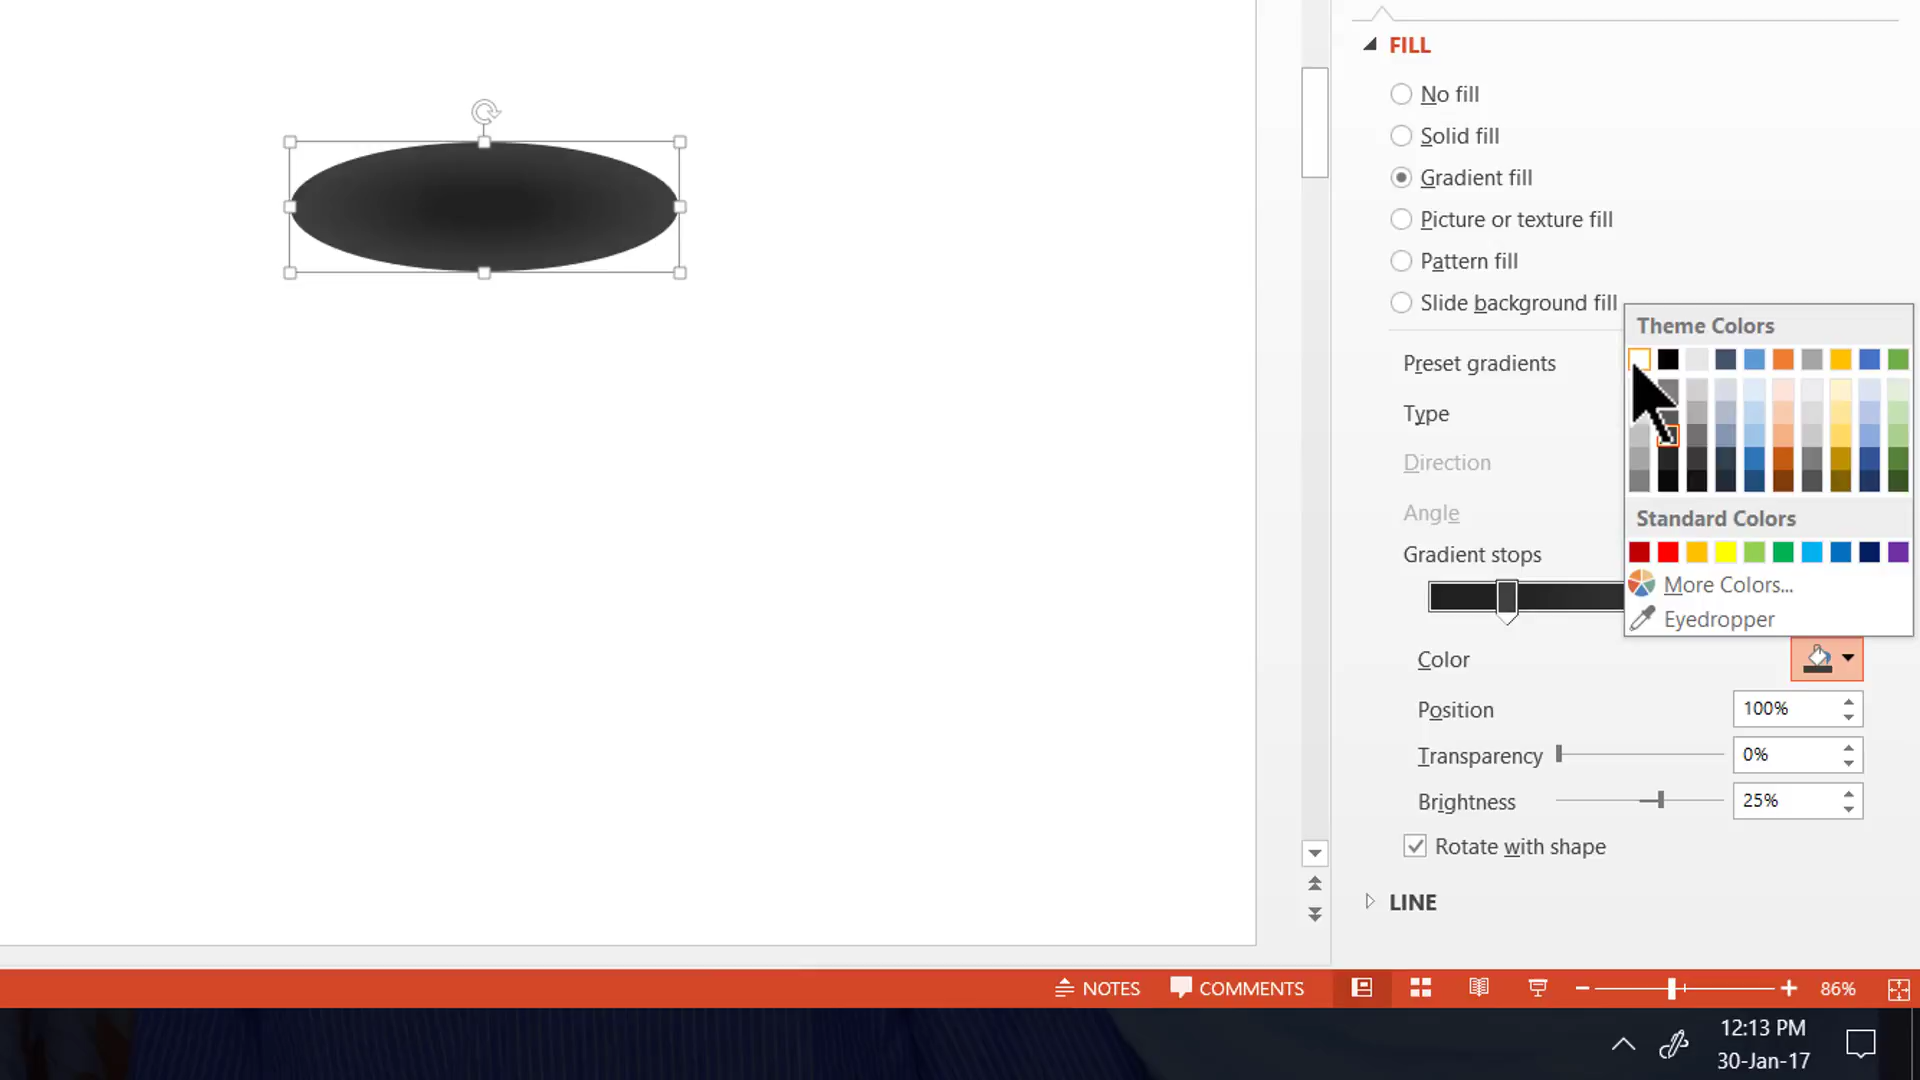 FILL
No fill
Solid fill
Gradient fill
Picture or texture fill
Pattern fill
Slide background fill
Theme Colors
Preset gradients
Type
Direction
Angle
Standard Colors
Gradient stops
More Colors...
Eyedropper
Color
Position 100%
Transparency 0%
Brightness 25%
Rotate with shape
LINE
NOTES COMMENTS 86%
12:13 PM
30-Jan-17